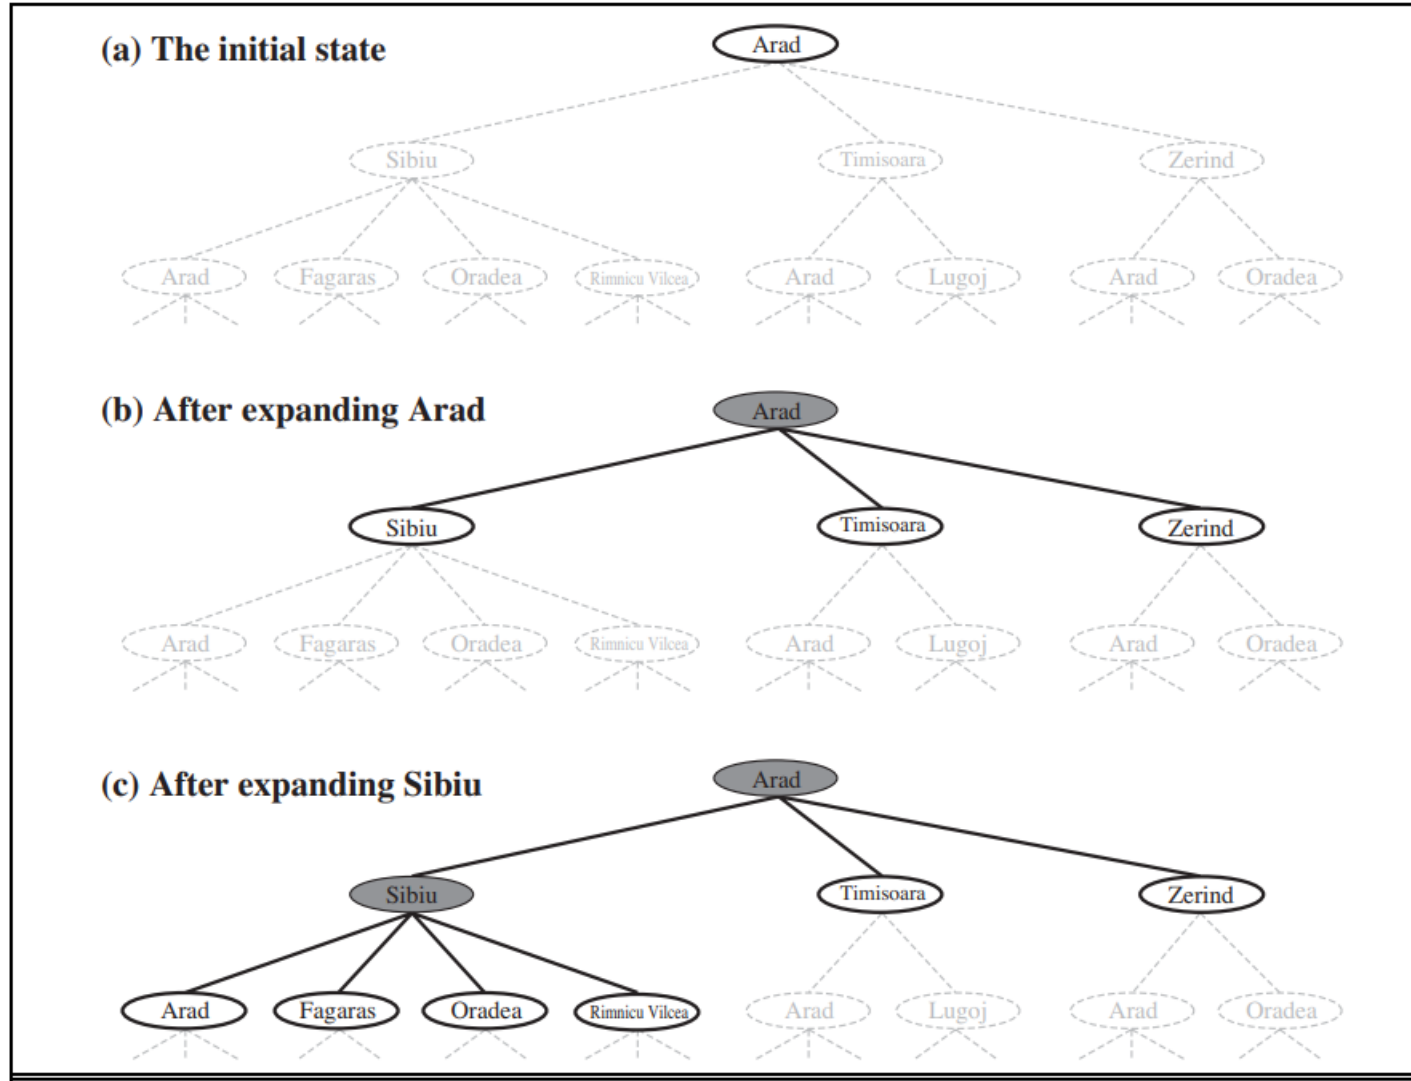 (a) The initial state
Arad
Sibiu
Timisoara
Zerind
Arad
Fagaras
Oradea
Rimnicu Vilcea
Arad
Lugoj
Arad
Oradea
(b) After expanding Arad
Arad
Sibiu
Timisoara
Zerind
Arad
Fagaras
Oradea
Rimnicu Vilcea
Arad
Lugoj
Arad
Oradea
(c) After expanding Sibiu
Arad
Sibiu
Timisoara
Zerind
Arad
Fagaras
Oradea
Rimnicu Vilcea
Arad
Lugoj
Arad
Oradea